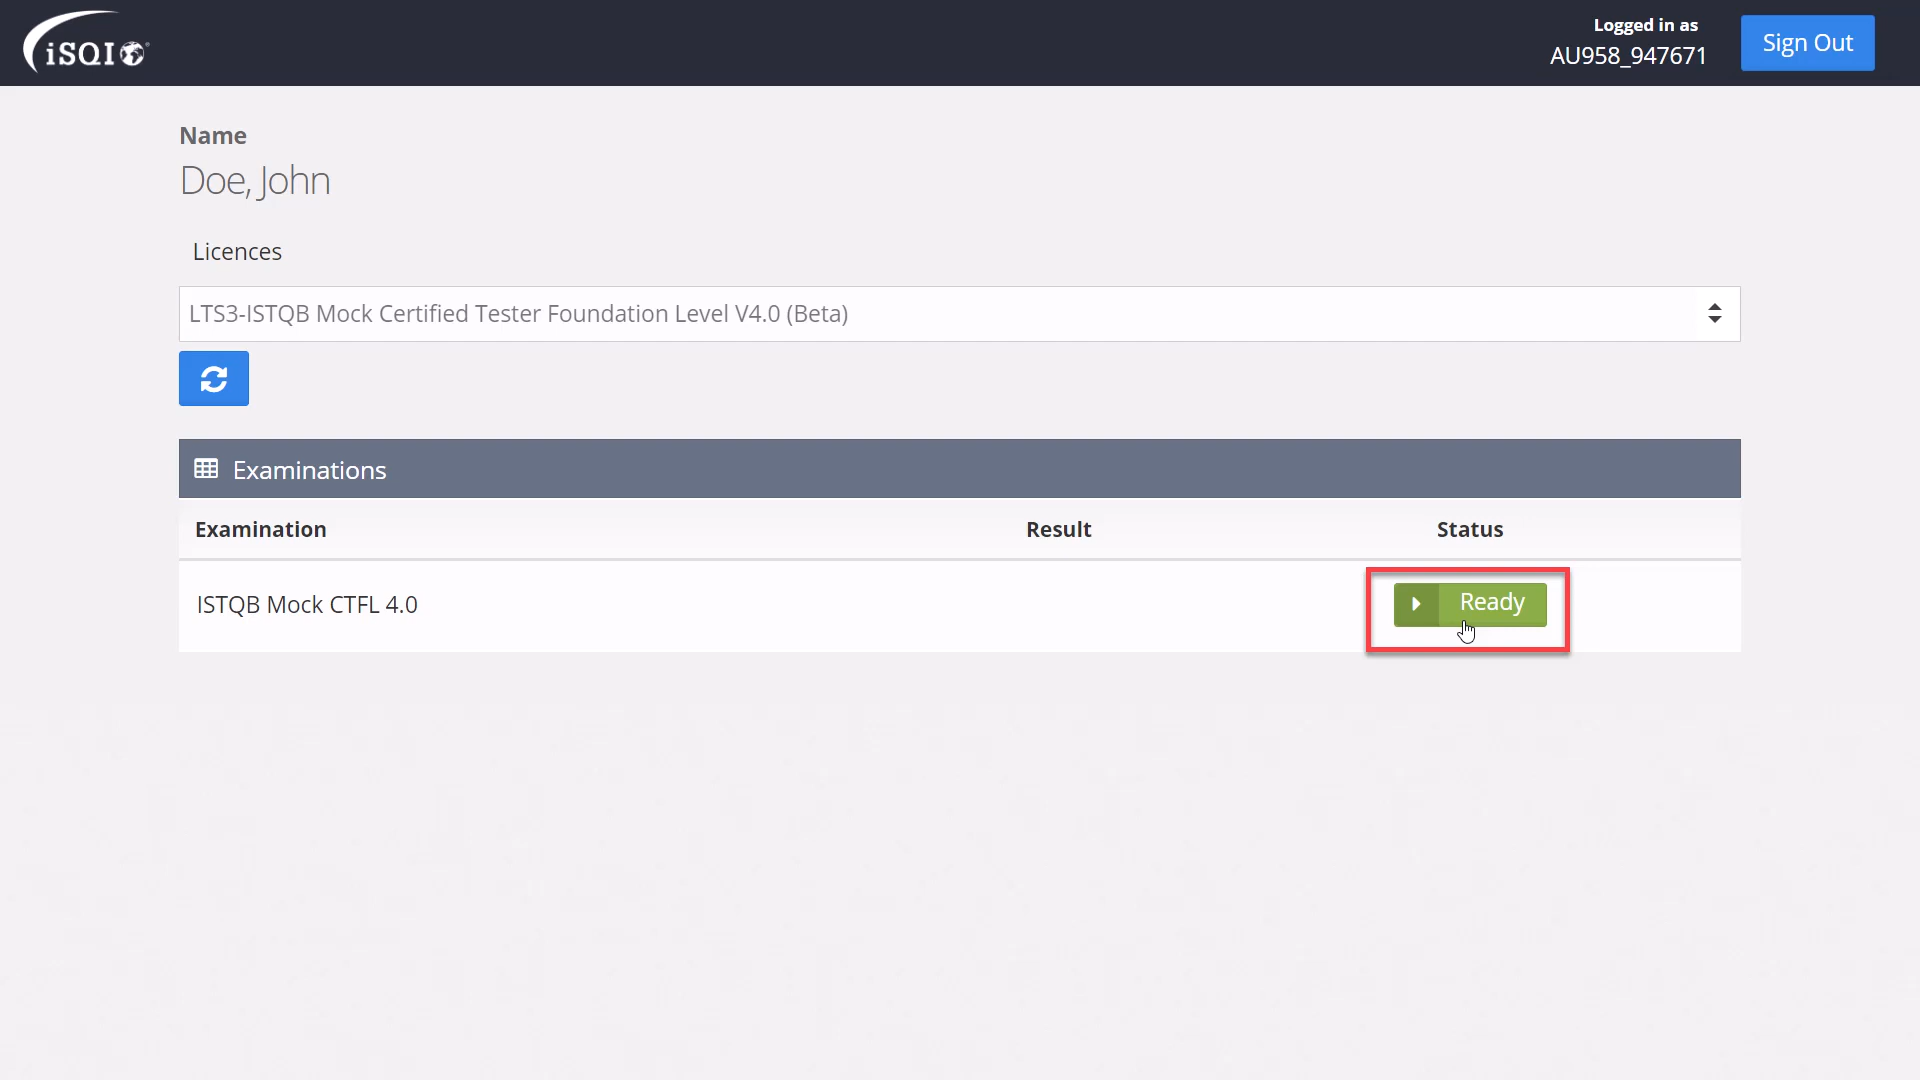 iSQI
Logged in as
AU958_947671
Sign Out
Name
Doe, John
Licences
LTS3-ISTQB Mock Certified Tester Foundation Level V4.0 (Beta)
Examinations
Examination Result Status
ISTQB Mock CTFL 4.0 Ready